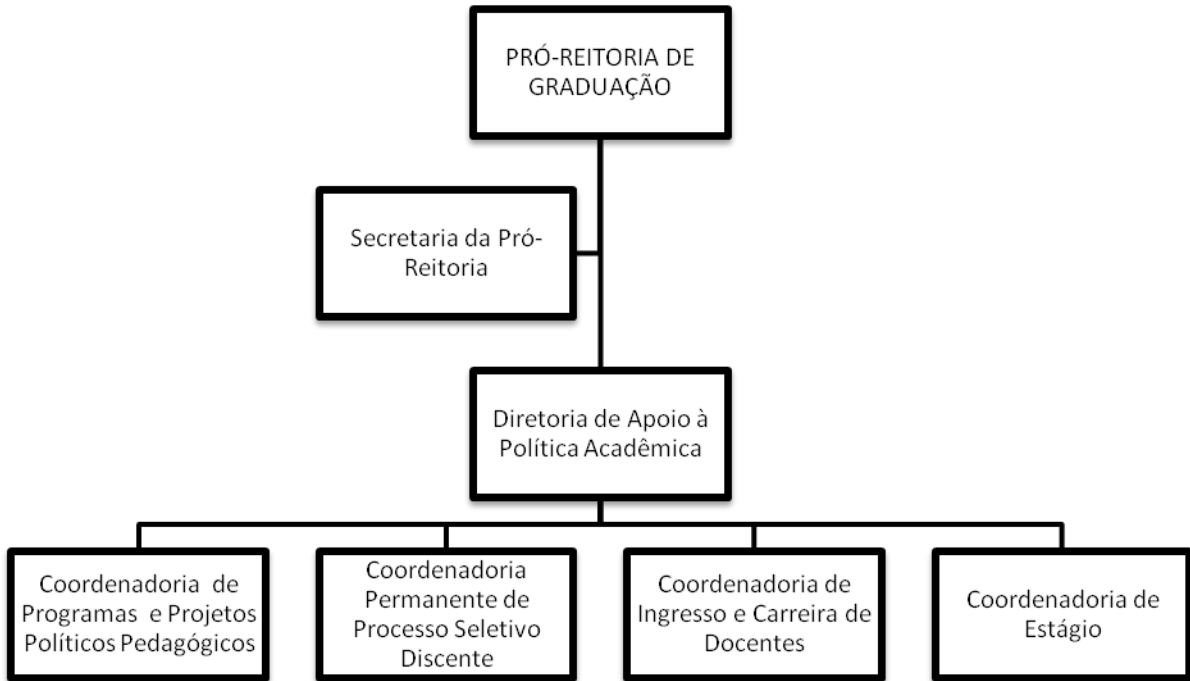 PRÓ-REITORIA DE
GRADUAÇÃO
Secretaria da Pró-
Reitoria
Diretoria de Apoio à
Política Acadêmica
Coordenadoria de
Programas e Projetos
Políticos Pedagógicos
Coordenadoria
Permanente de
Processo Seletivo
Discente
Coordenadoria de
Ingresso e Carreira de
Docentes
Coordenadoria de
Estágio